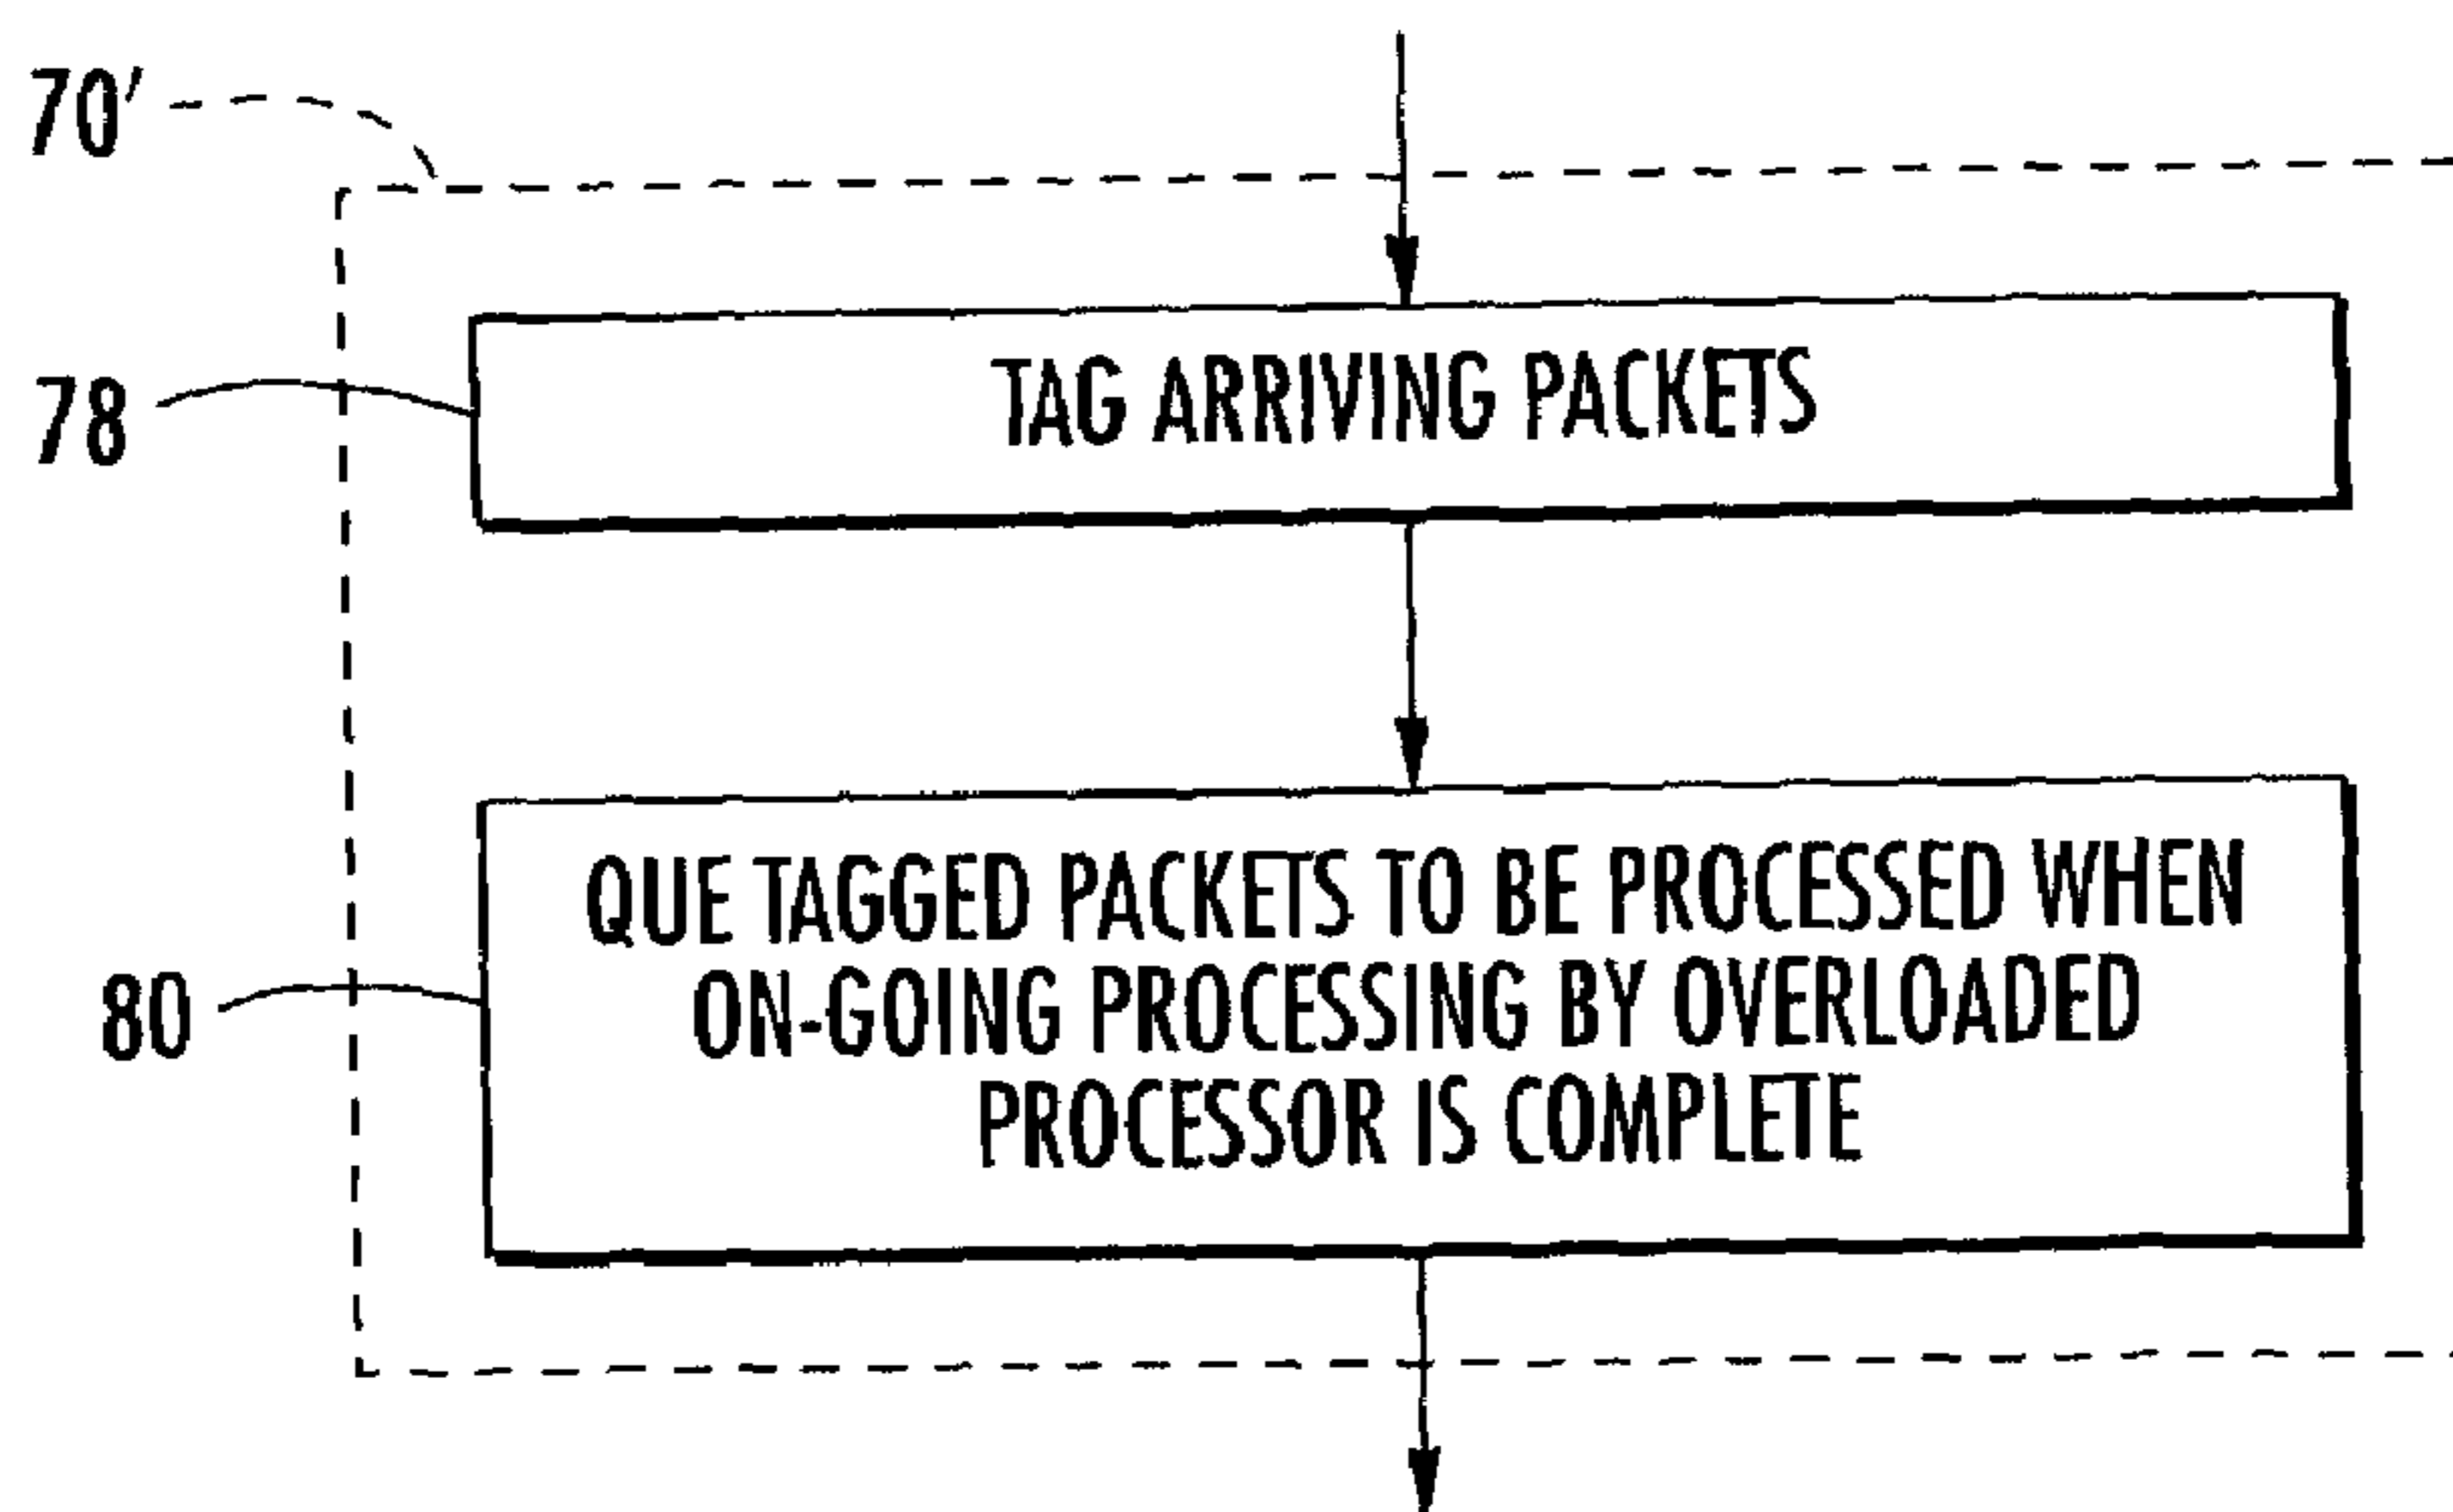 70'
78
TAG ARRIVING PACKETS
QUE TAGGED PACKETS TO BE PROCESSED WHEN
ON-GOING PROCESSING BY OVERLOADED
PROCESSOR IS COMPLETE
80